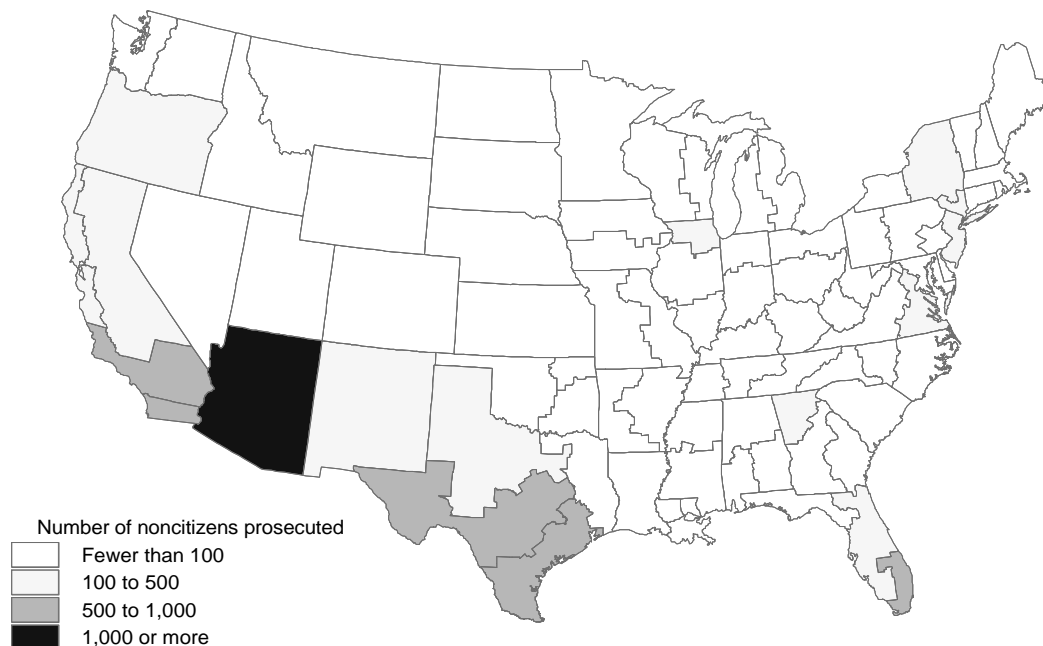 Number of noncitizens prosecuted
Fewer than 100
100 to 500
500 to 1,000
1,000 or more